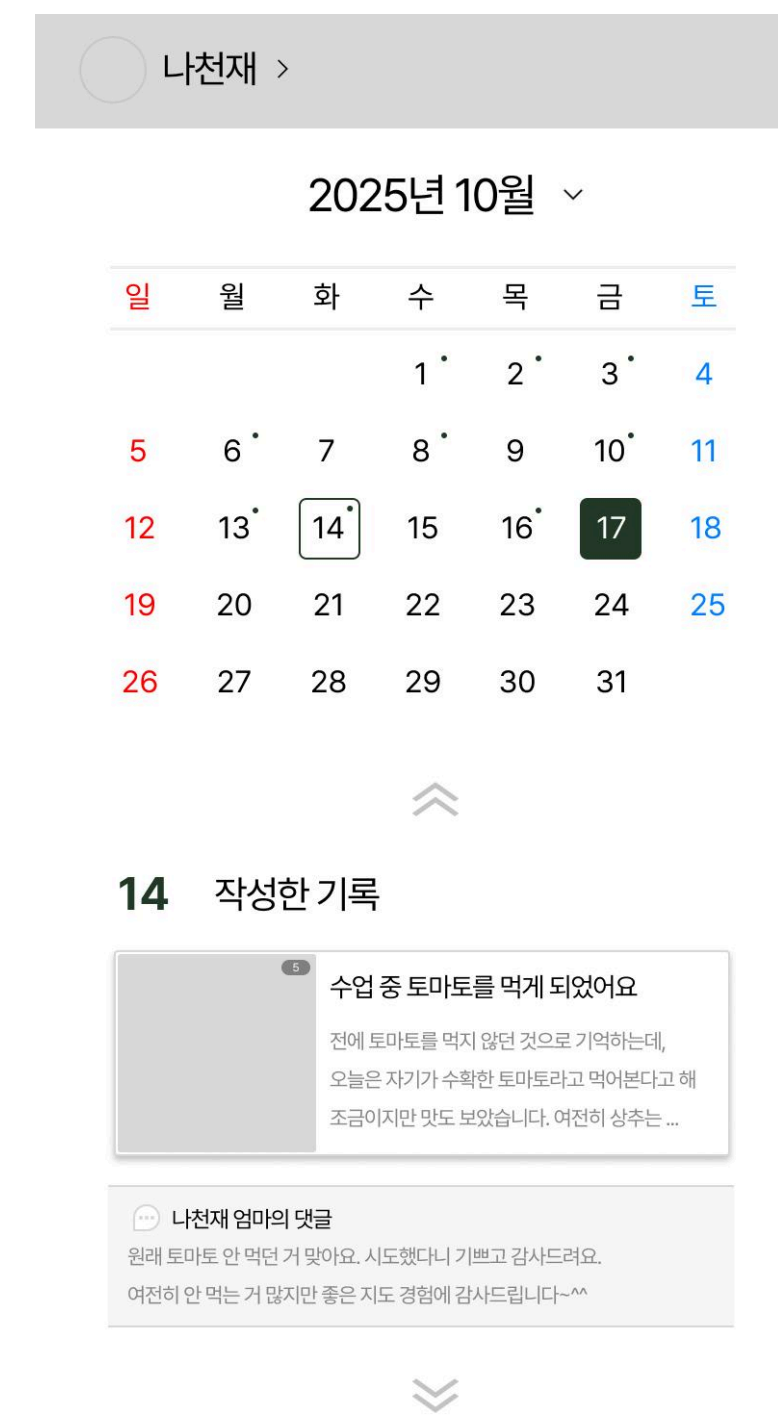 나천재 >
2025년 10월
일 월 화 수 목 금 토
1 2 3 4
5 6 7 8 9 10 11
12 13 14 15 16 17 18
19 20 21 22 23 24 25
26 27 28 29 30 31
14 작성한 기록
5
수업 중 토마토를 먹게 되었어요
전에 토마토를 먹지 않던 것으로 기억하는데,
오늘은 자기가 수확한 토마토라고 먹어본다고 해
조금이지만 맛도 보았습니다. 여전히 상추는 ...
나천재 엄마의 댓글
원래 토마토 안 먹던 거 맞아요. 시도했다니 기쁘고 감사드려요.
여전히 안 먹는 거 많지만 좋은 지도 경험에 감사드립니다~^^